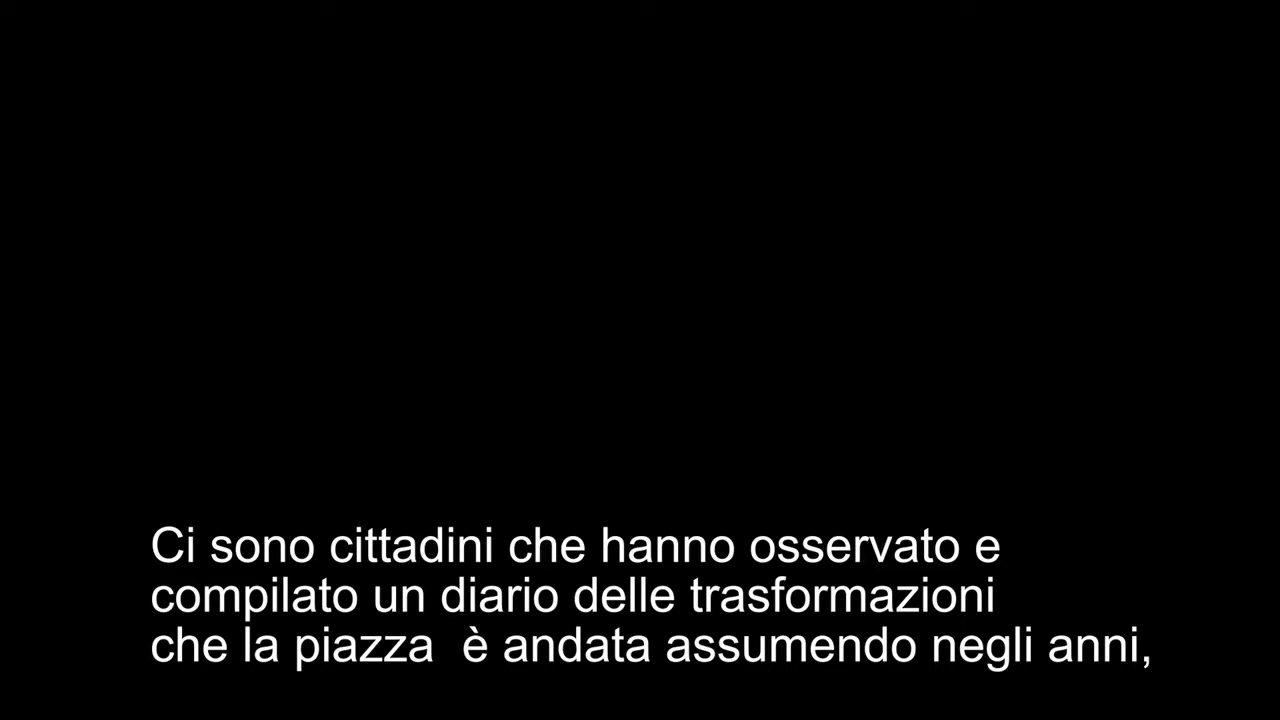 Ci sono cittadini che hanno osservato e
compilato un diario delle trasformazioni
che la piazza  è andata assumendo negli anni,